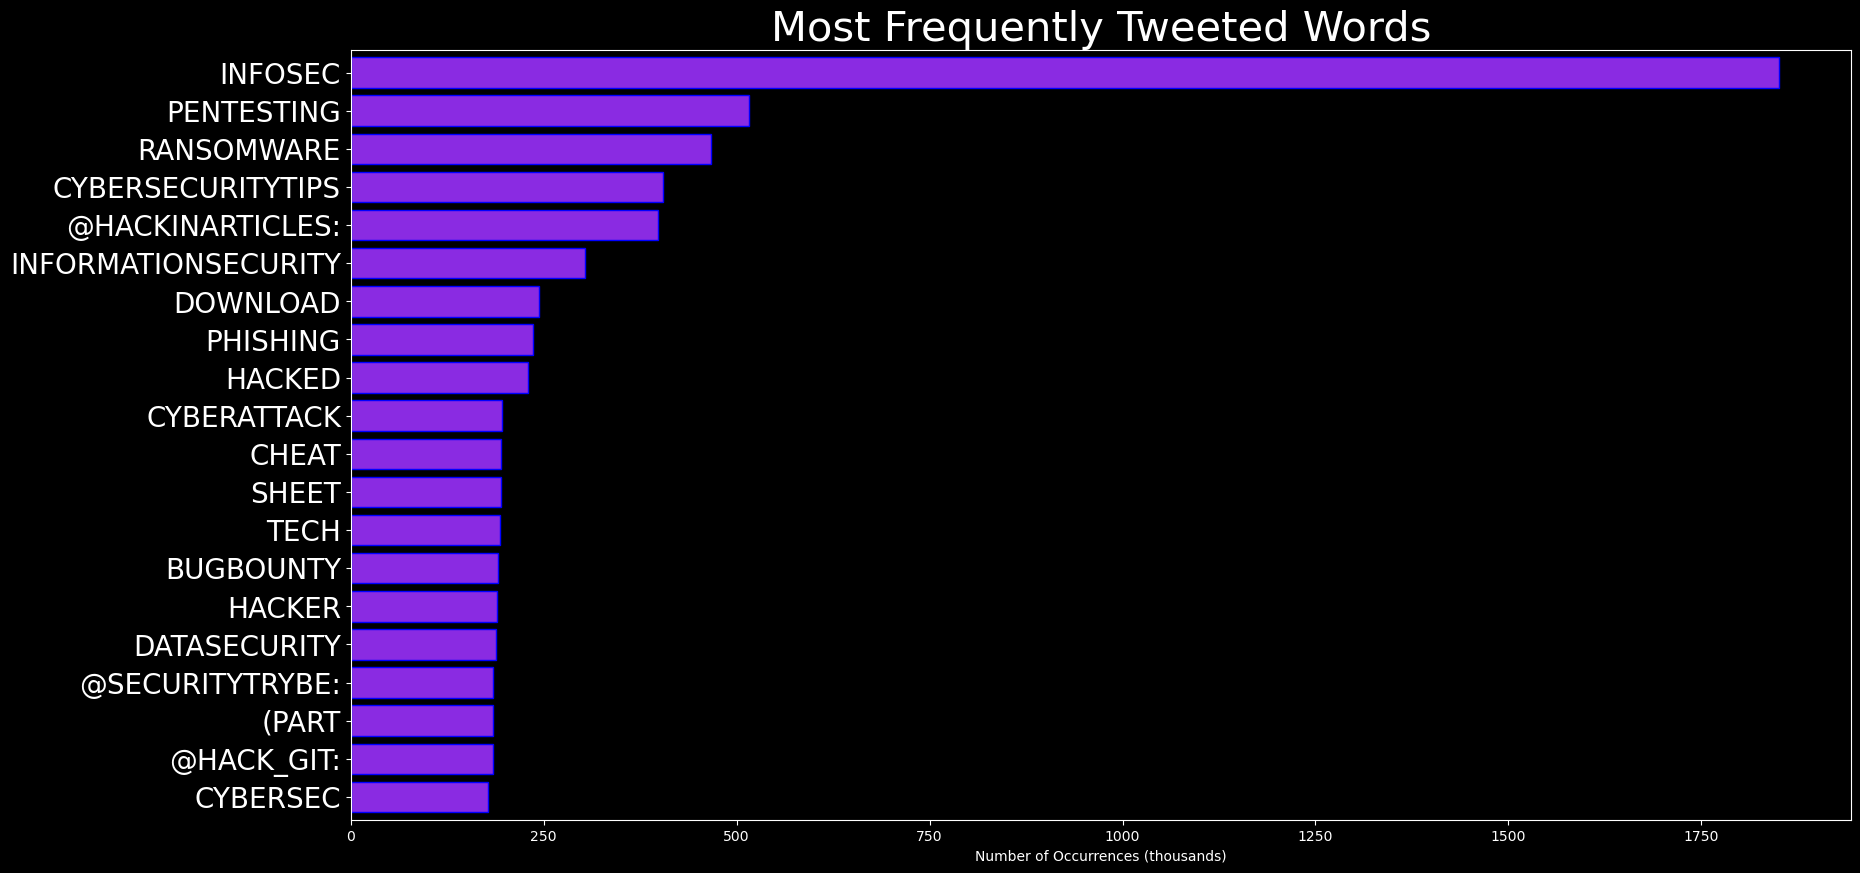 Most Frequently Tweeted Words
INFOSEC
PENTESTING
RANSOMWARE
CYBERSECURITYTIPS
@HACKINARTICLES:
INFORMATIONSECURITY
DOWNLOAD
PHISHING
HACKED
CYBERATTACK
CHEAT
SHEET
TECH
BUGBOUNTY
HACKER
DATASECURITY
@SECURITYTRYBE:
(PART
@HACK_GIT:
CYBERSEC
0 250 500 750 1000 1250 1500 1750
Number of Occurrences (thousands)